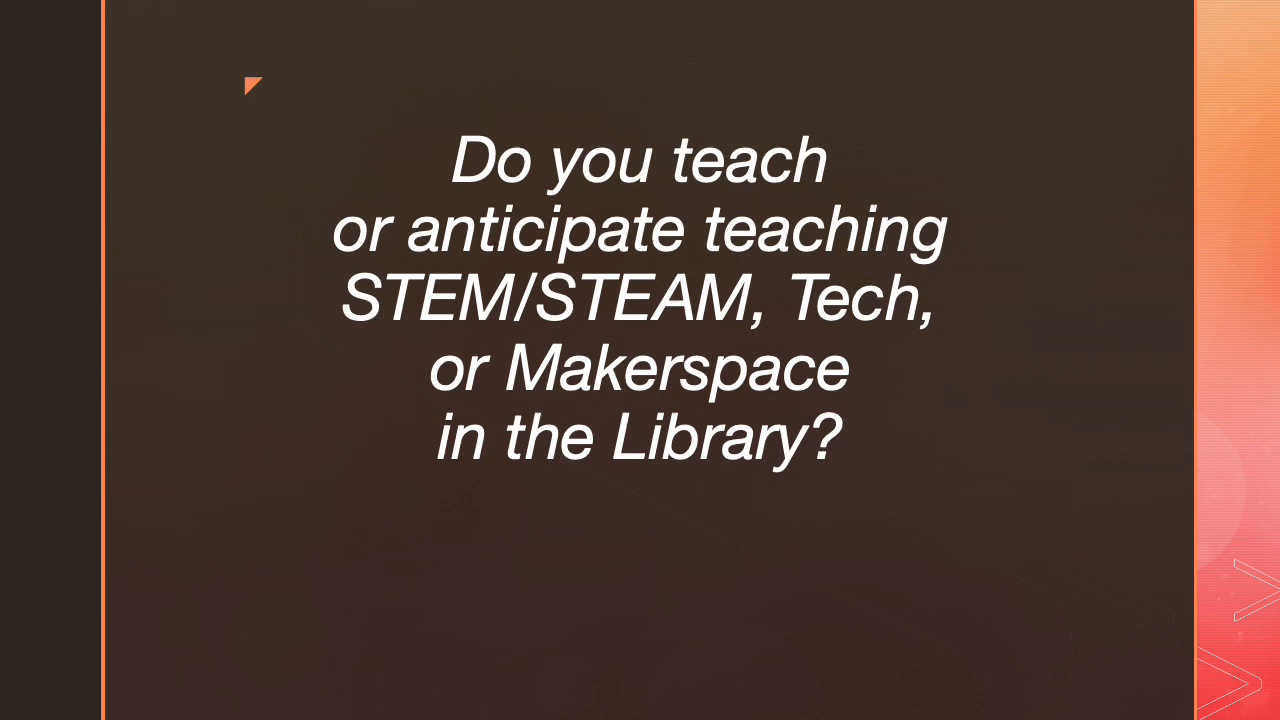 Do you teach
or anticipate teaching
STEM/STEAM, Tech,
or Makerspace
in the Library?